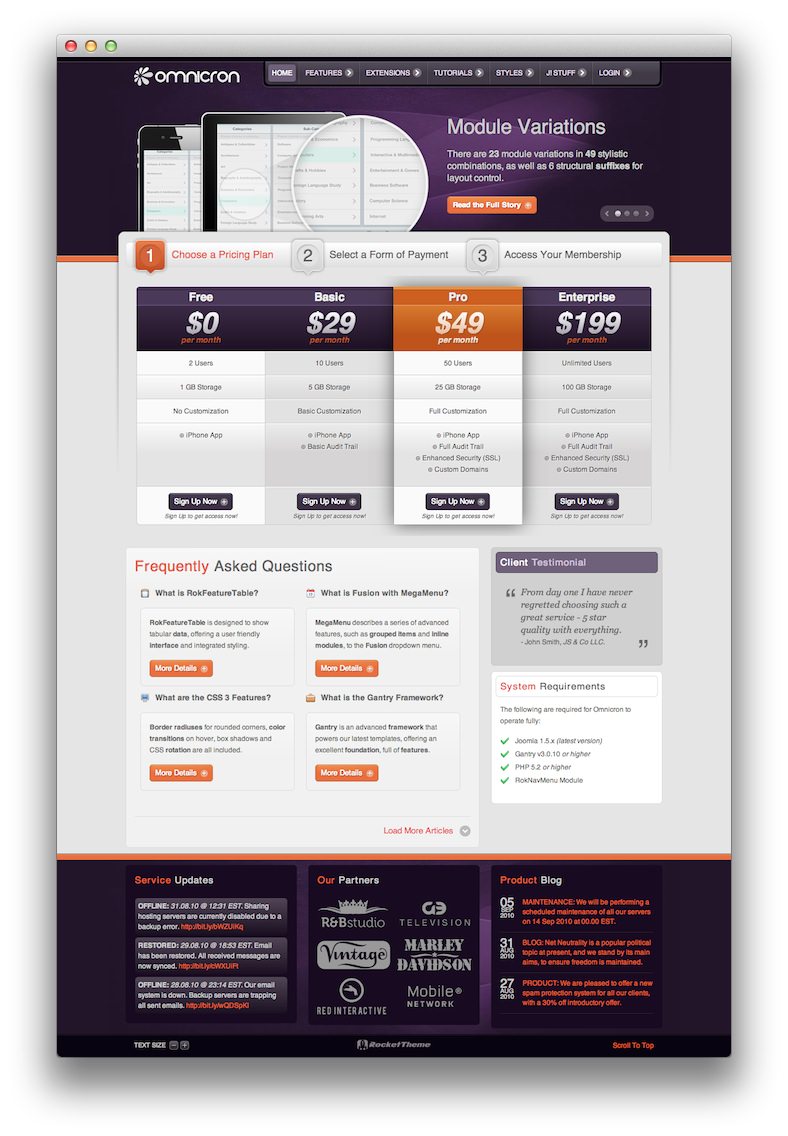 omnicron
HOME FEATURES EXTENSIONS TUTORIALS STYLES JI STUFF LOGIN
Categories
Categories
Module Variations
There are 23 module variations in 49 stylistic
combinations, as well as 6 structural suffixes for
layout control.
Read the Full Story
Interactive & Multimedia
Entertainment & Games
Business Software
Computer Science
Internet
1 Choose a Pricing Plan 2 Select a Form of Payment 3 Access Your Membership
Free Basic Pro Enterprise
$0 $29 $49 $199
per month per month per month per month
2 Users 10 Users 50 Users Unlimited Users
1 GB Storage 5 GB Storage 25 GB Storage 100 GB Storage
No Customization Basic Customization Full Customization Full Customization
iPhone App iPhone App iPhone App iPhone App
Basic Audit Trail Full Audit Trail Full Audit Trail
Enhanced Security (SSL) Enhanced Security (SSL)
Custom Domains Custom Domains
Sign Up Now Sign Up Now Sign Up Now Sign Up Now
Sign Up to get access now! Sign Up to get access now! Sign Up to get access now! Sign Up to get access now!
Frequently Asked Questions
What is RokFeatureTable?
RokFeatureTable is designed to show
tabular data, offering a user friendly
interface and integrated styling.
More Details
What is Fusion with MegaMenu?
MegaMenu describes a series of advanced
features, such as grouped items and inline
modules, to the Fusion dropdown menu.
More Details
What are the CSS 3 Features?
Border radiuses for rounded corners, color
transitions on hover, box shadows and
CSS rotation are all included.
More Details
What is the Gantry Framework?
Gantry is an advanced framework that
powers our latest templates, offering an
excellent foundation, full of features.
More Details
Load More Articles
Client Testimonial
“ From day one I have never
regretted choosing such a
great service - 5 star
quality with everything.
- John Smith, JS & Co LLC. ”
System Requirements
The following are required for Omnicron to
operate fully:
Joomla 1.5.x (latest version)
Gantry v3.0.10 or higher
PHP 5.2 or higher
RokNavMenu Module
Service Updates
OFFLINE: 31.08.10 @ 12:31 EST. Sharing
hosting servers are currently disabled due to a
backup error. http://bit.ly/bWZUiKq
RESTORED: 29.08.10 @ 18:53 EST. Email
has been restored. All received messages are
now synced. http://bit.ly/cWXUiFt
OFFLINE: 28.08.10 @ 23:14 EST. Our email
system is down. Backup servers are trapping
all sent emails. http://bit.ly/wQDSpKl
Our Partners
R&B studio
G3 TELEVISION
Vintage
MARLEY
DAVIDSON
RED INTERACTIVE
Mobile®
NETWORK
Product Blog
05 SEP 2010
MAINTENANCE: We will be performing a
scheduled maintenance of all our servers
on 14 Sep 2010 at 00.00 EST.
31 AUG 2010
BLOG: Net Neutrality is a popular political
topic at present, and we stand by its main
aims, to ensure freedom is maintained.
27 AUG 2010
PRODUCT: We are pleased to offer a new
spam protection system for all our clients,
with a 30% off introductory offer.
TEXT SIZE
RocketTheme
Scroll To Top